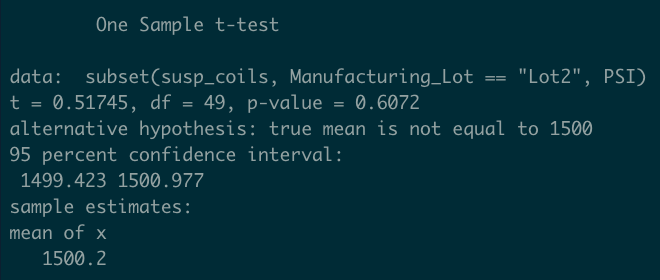 One Sample t-test
data:  subset(susp_coils, Manufacturing_Lot == "Lot2", PSI)
t = 0.51745, df = 49, p-value = 0.6072
alternative hypothesis: true mean is not equal to 1500
95 percent confidence interval:
1499.423 1500.977
sample estimates:
mean of x
1500.2